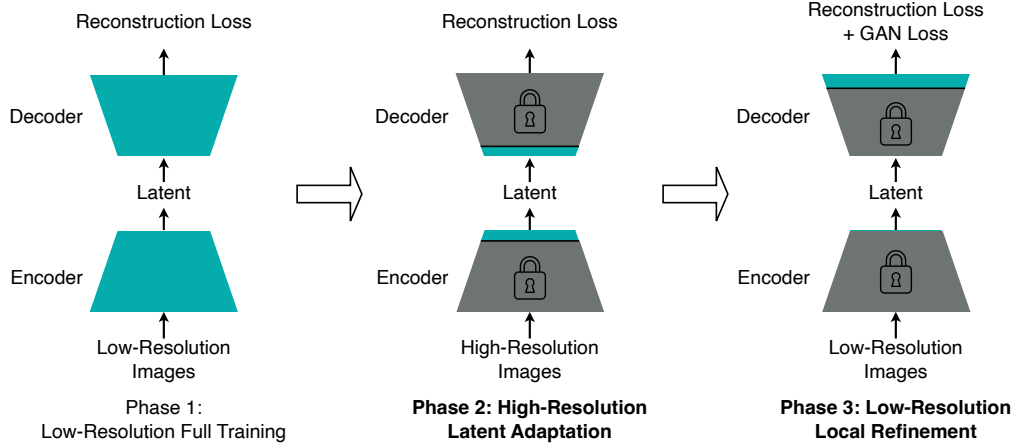 Reconstruction Loss
Decoder
Latent
Encoder
Low-Resolution
Images
Phase 1:
Low-Resolution Full Training
Reconstruction Loss
Decoder
Latent
Encoder
High-Resolution
Images
Phase 2: High-Resolution
Latent Adaptation
Reconstruction Loss
+ GAN Loss
Decoder
Latent
Encoder
Low-Resolution
Images
Phase 3: Low-Resolution
Local Refinement